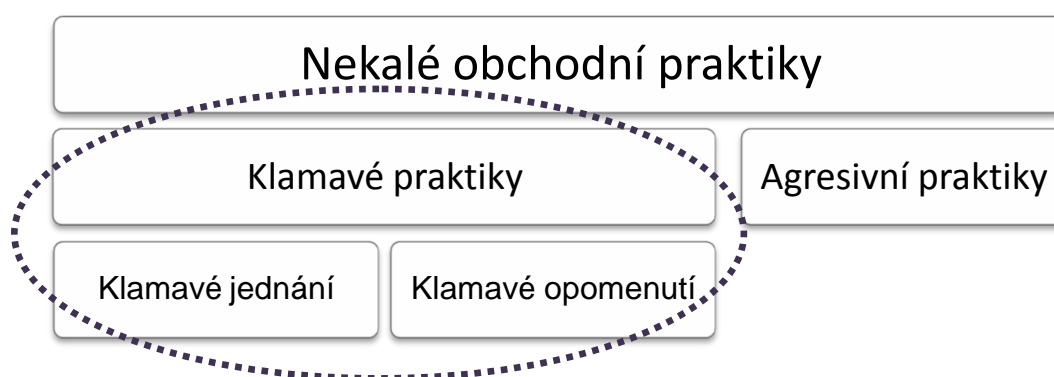 Nekalé obchodní praktiky
Klamavé praktiky
Agresivní praktiky
Klamavé jednání
Klamavé opomenutí